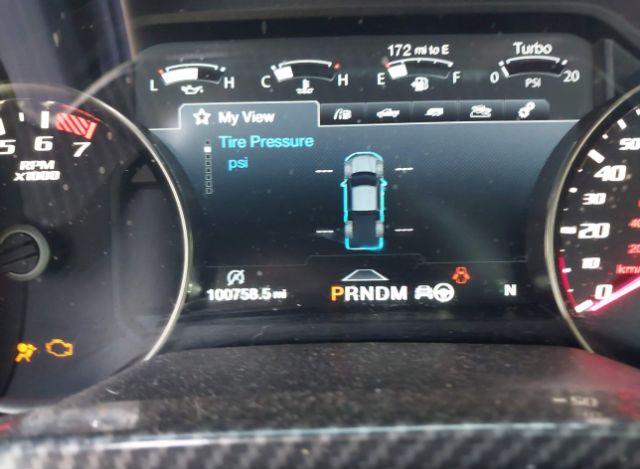 172 mi to E Turbo
L H C H E F 0 PSI 20
My View
Tire Pressure
psi
5 6 7
RPM
X1000
50
40
30
20
10
0
km/
100758.5 mi PRNDM N